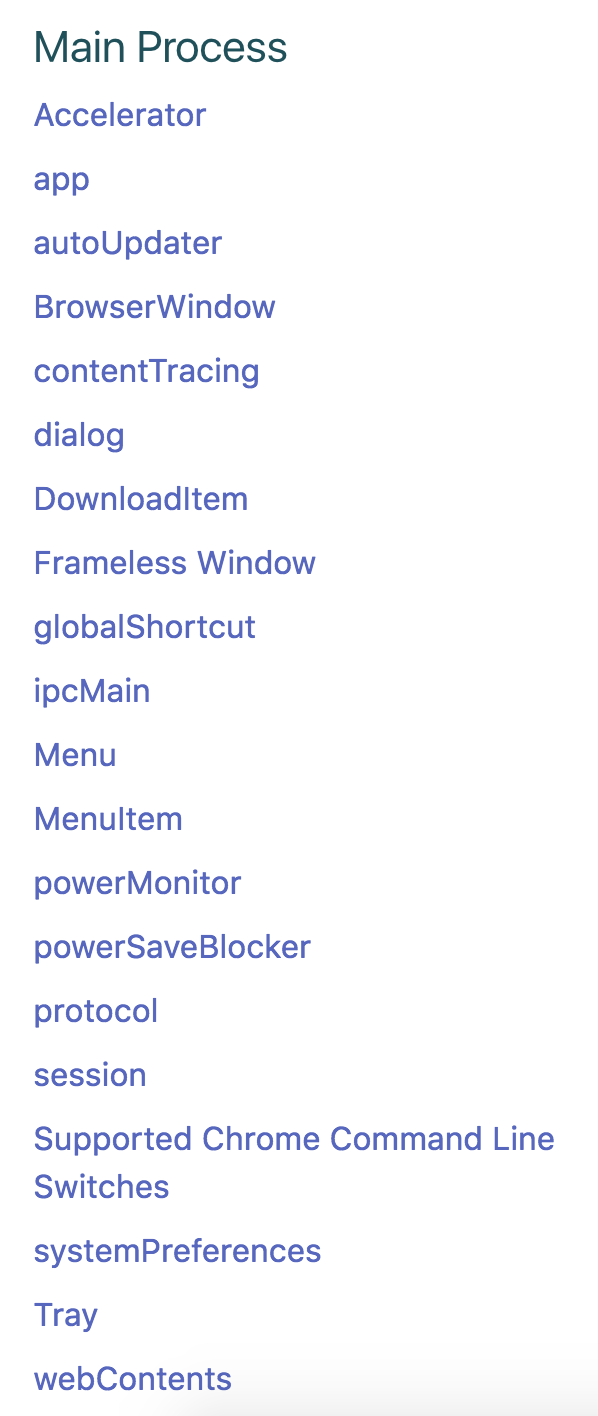 Main Process
Accelerator
app
autoUpdater
BrowserWindow
contentTracing
dialog
DownloadItem
Frameless Window
globalShortcut
ipcMain
Menu
MenuItem
powerMonitor
powerSaveBlocker
protocol
session
Supported Chrome Command Line
Switches
systemPreferences
Tray
webContents